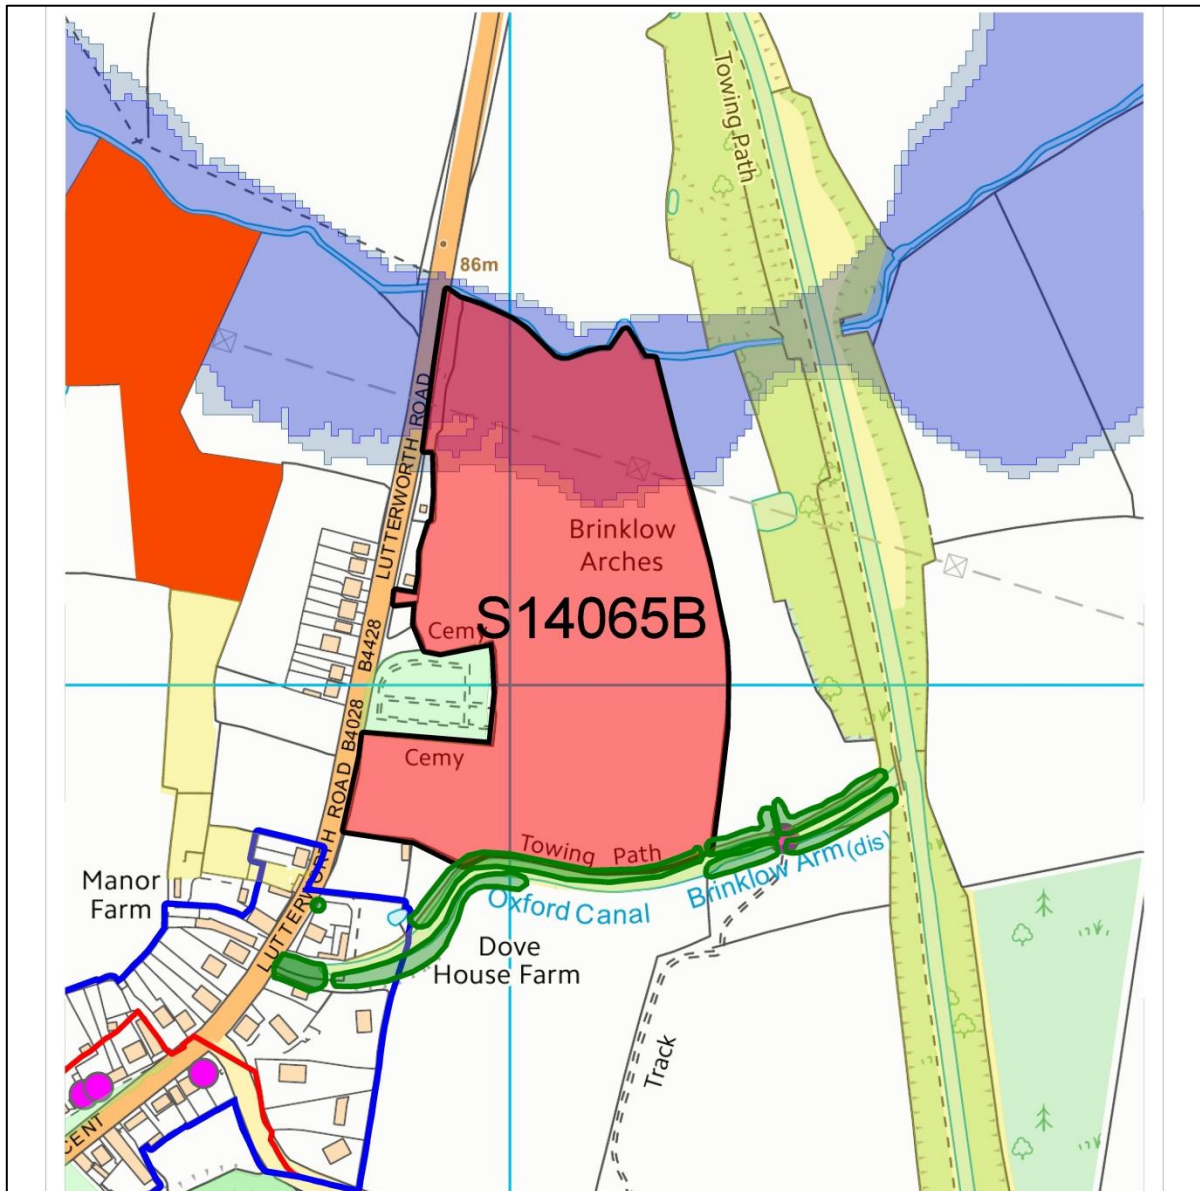 Towing Path
86m
LUTTERWORTH ROAD
Brinklow
Arches
S14065B
Cemy
B4428
B4028
LUTTERWORTH ROAD
Cemy
Towing Path
Brinklow Arm (dis)
Oxford Canal
Manor
Farm
Dove
House Farm
Track
CENT